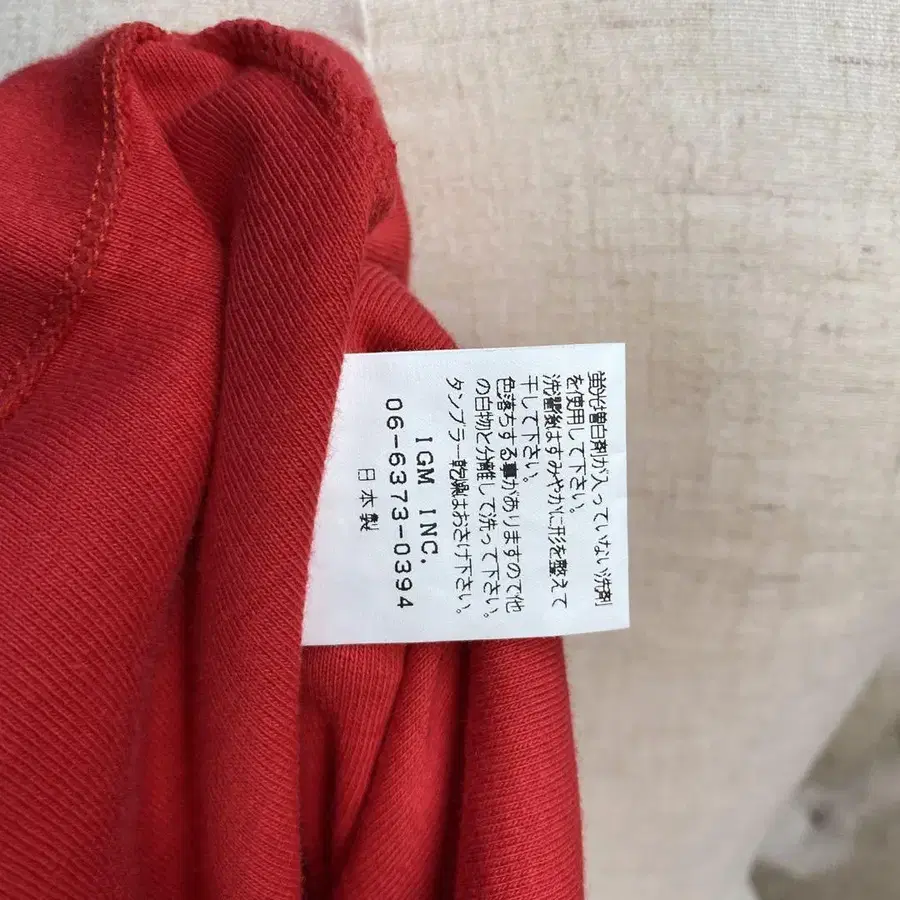 蛍光増白剤が入っていない洗剤
を使用して下さい。
洗濯後はすみやかに形を整えて
干して下さい。
色落ちする事がありますので他
の白物と分離して洗って下さい。
タンブラー乾燥はおさけ下さい。
IGM INC.
06-6373-0394
日本製